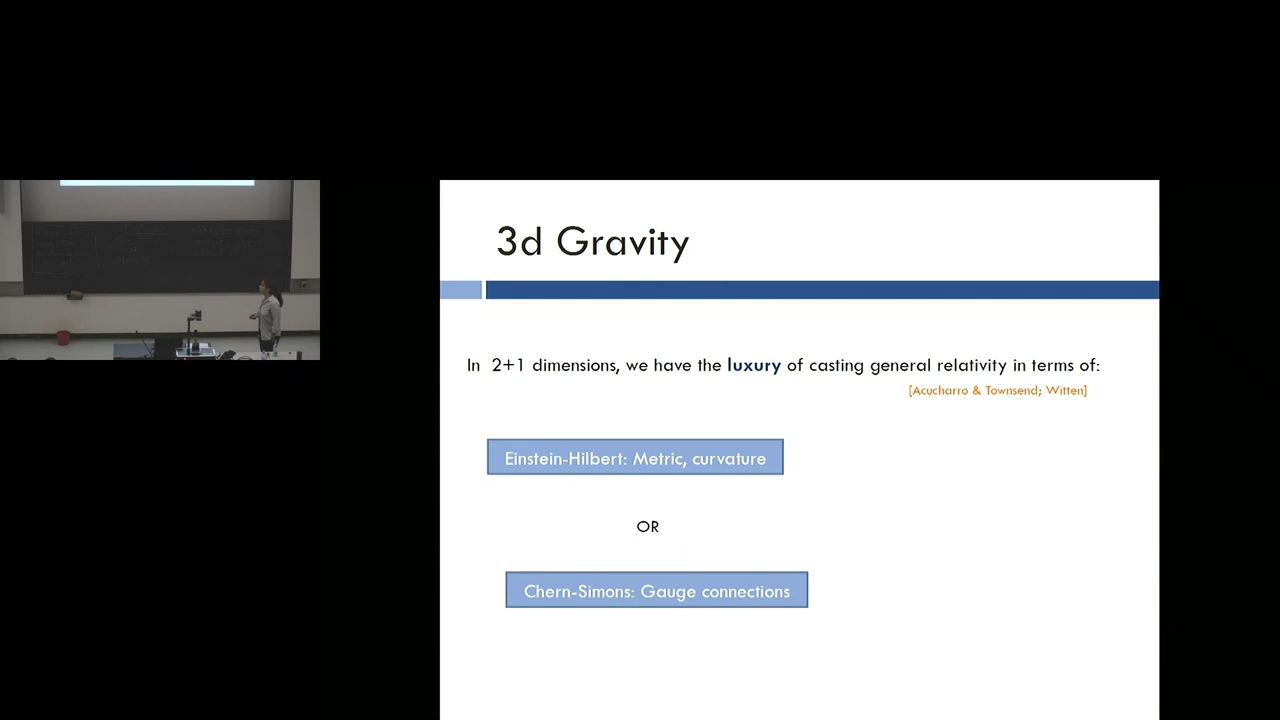 3d Gravity
In 2+1 dimensions, we have the luxury of casting general relativity in terms of:
[Acucharro & Townsend; Witten]
Einstein-Hilbert: Metric, curvature
OR
Chern-Simons: Gauge connections